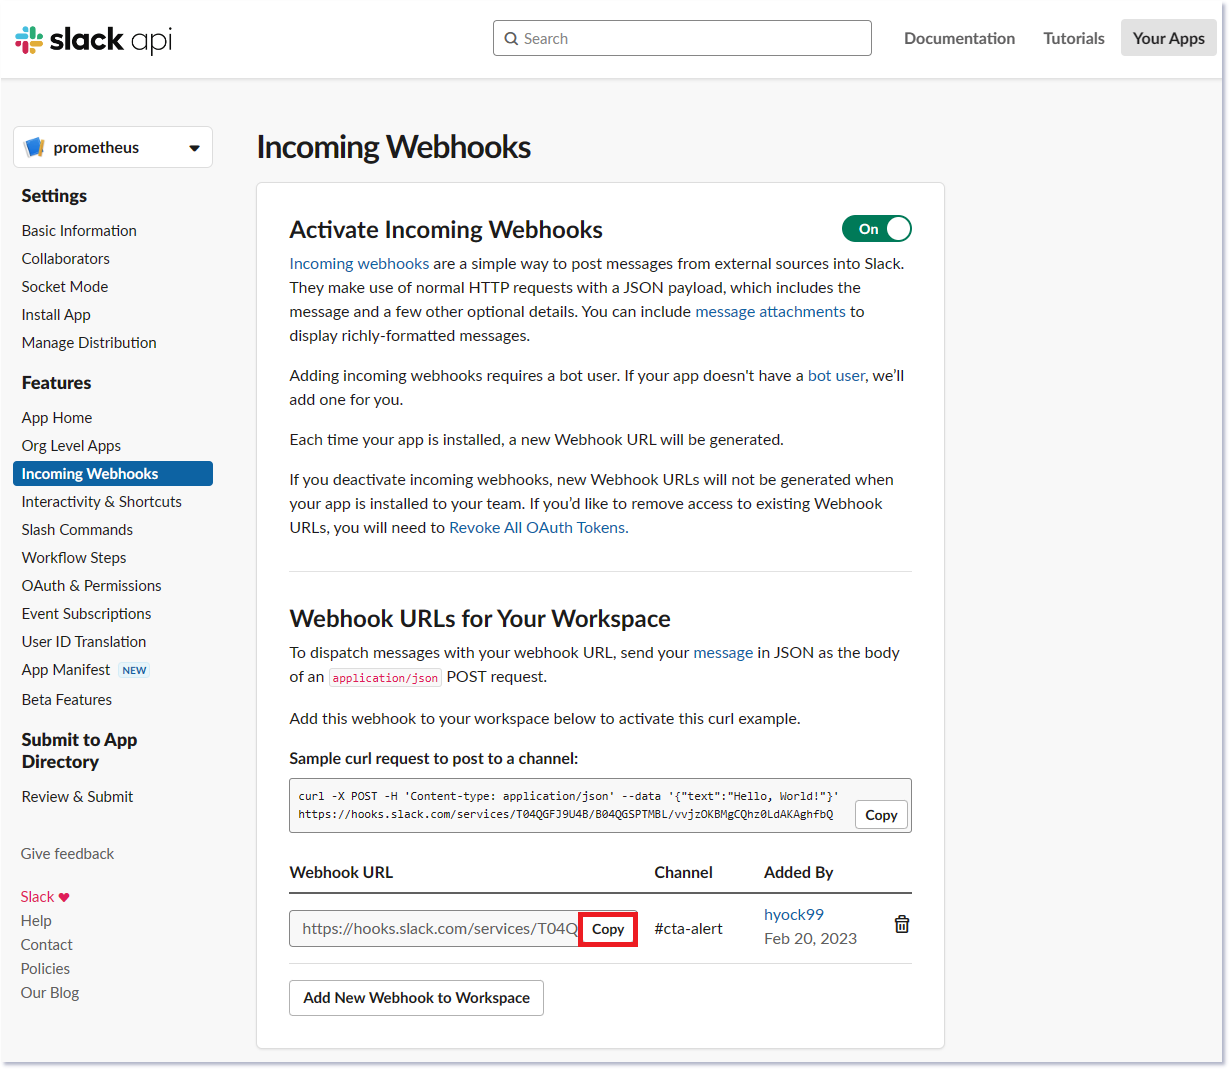 slack api
Search
Documentation
Tutorials
Your Apps
prometheus
Settings
Basic Information
Collaborators
Socket Mode
Install App
Manage Distribution
Features
App Home
Org Level Apps
Incoming Webhooks
Interactivity & Shortcuts
Slash Commands
Workflow Steps
OAuth & Permissions
Event Subscriptions
User ID Translation
App Manifest NEW
Beta Features
Submit to App
Directory
Review & Submit
Give feedback
Slack
Help
Contact
Policies
Our Blog
Incoming Webhooks
Activate Incoming Webhooks
On
Incoming webhooks are a simple way to post messages from external sources into Slack.
They make use of normal HTTP requests with a JSON payload, which includes the
message and a few other optional details. You can include message attachments to
display richly-formatted messages.
Adding incoming webhooks requires a bot user. If your app doesn't have a bot user, we’ll
add one for you.
Each time your app is installed, a new Webhook URL will be generated.
If you deactivate incoming webhooks, new Webhook URLs will not be generated when
your app is installed to your team. If you’d like to remove access to existing Webhook
URLs, you will need to Revoke All OAuth Tokens.
Webhook URLs for Your Workspace
To dispatch messages with your webhook URL, send your message in JSON as the body
of an application/json POST request.
Add this webhook to your workspace below to activate this curl example.
Sample curl request to post to a channel:
curl -X POST -H 'Content-type: application/json' --data '{"text":"Hello, World!"}'
https://hooks.slack.com/services/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
Copy
Webhook URL
Channel
Added By
https://hooks.slack.com/services/T04Q
Copy
#cta-alert
hyock99
Feb 20, 2023
Add New Webhook to Workspace